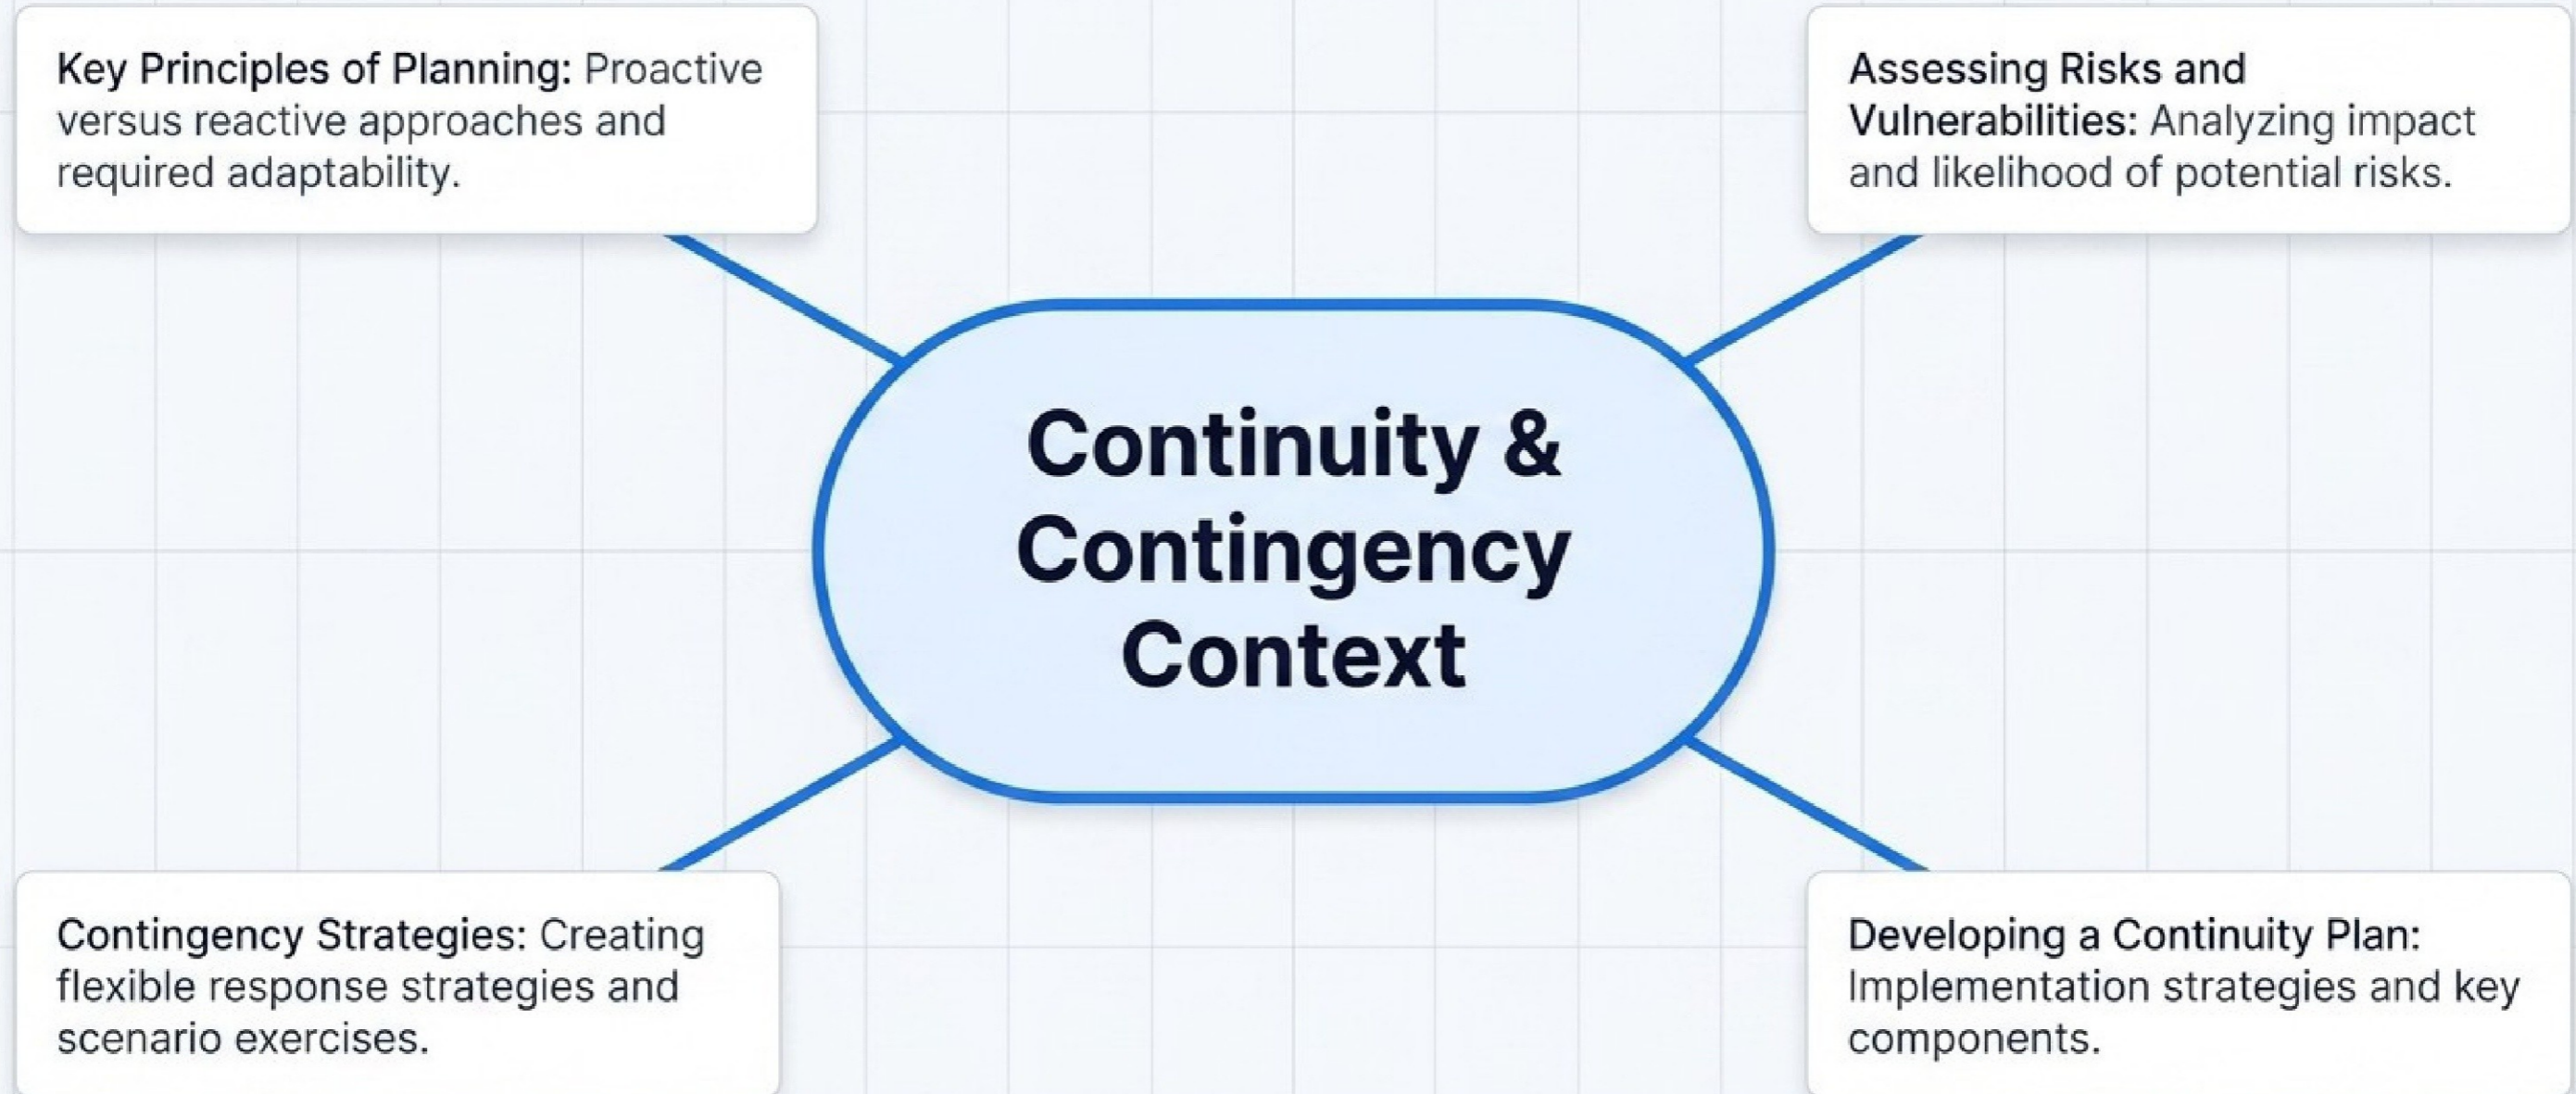 Key Principles of Planning: Proactive
versus reactive approaches and
required adaptability.
Assessing Risks and
Vulnerabilities: Analyzing impact
and likelihood of potential risks.
Continuity &
Contingency
Context
Contingency Strategies: Creating
flexible response strategies and
scenario exercises.
Developing a Continuity Plan:
Implementation strategies and key
components.